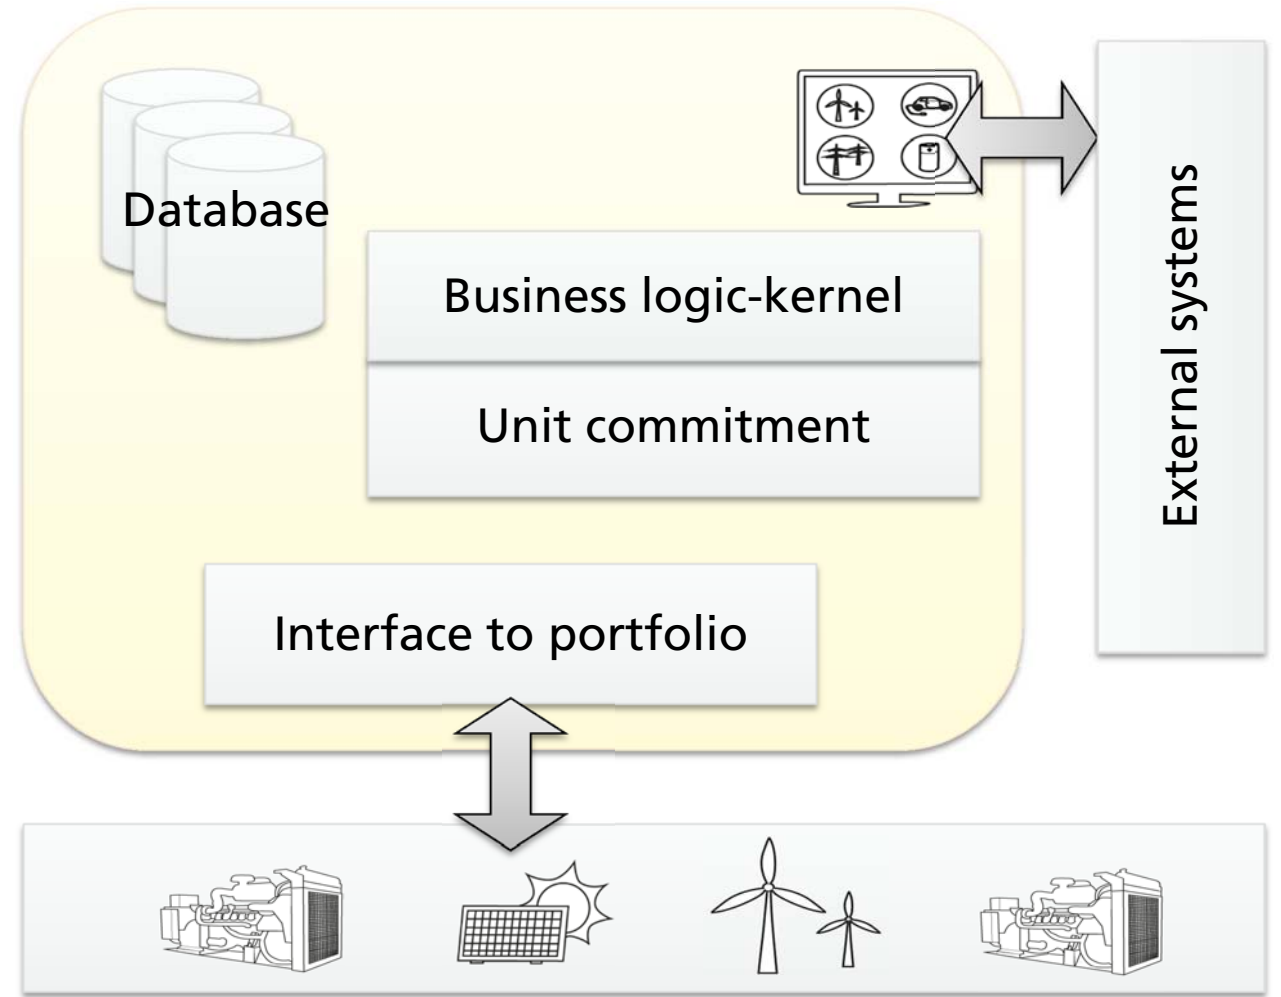 Database
Business logic-kernel
Unit commitment
Interface to portfolio
External systems